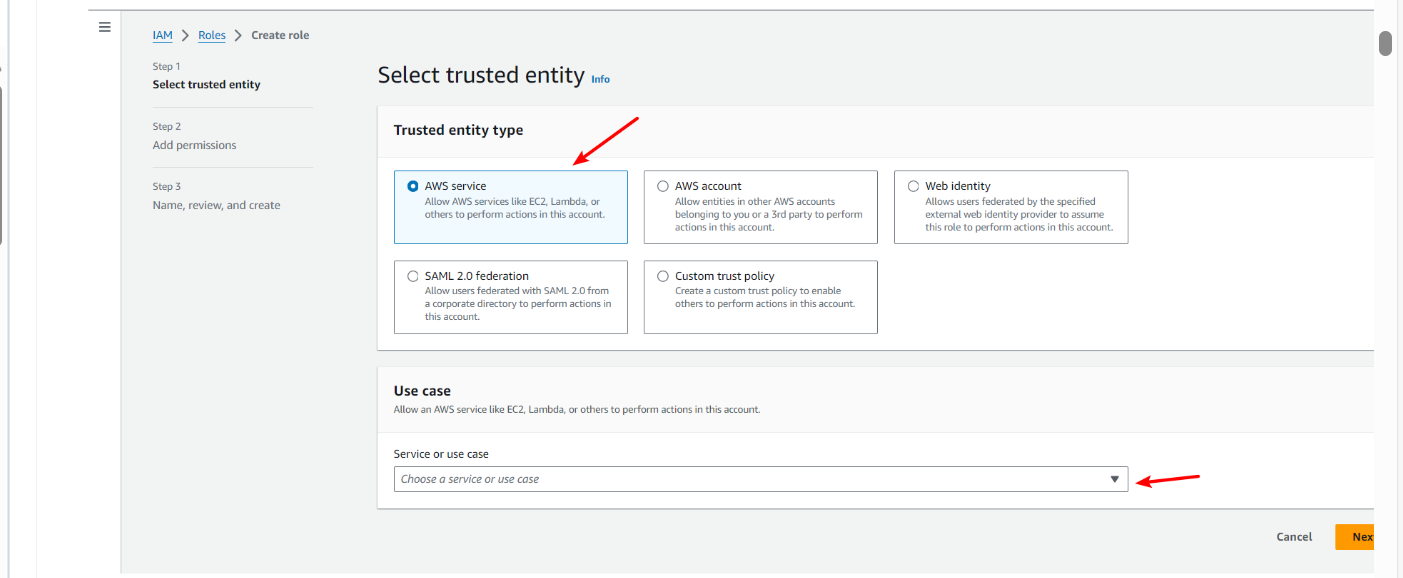 IAM > Roles > Create role
Step 1
Select trusted entity
Step 2
Add permissions
Step 3
Name, review, and create
Select trusted entity Info
Trusted entity type
AWS service
Allow AWS services like EC2, Lambda, or
others to perform actions in this account.
AWS account
Allow entities in other AWS accounts
belonging to you or a 3rd party to perform
actions in this account.
Web identity
Allows users federated by the specified
external web identity provider to assume
this role to perform actions in this account.
SAML 2.0 federation
Allow users federated with SAML 2.0 from
a corporate directory to perform actions in
this account.
Custom trust policy
Create a custom trust policy to enable
others to perform actions in this account.
Use case
Allow an AWS service like EC2, Lambda, or others to perform actions in this account.
Service or use case
Choose a service or use case
Cancel
Nex